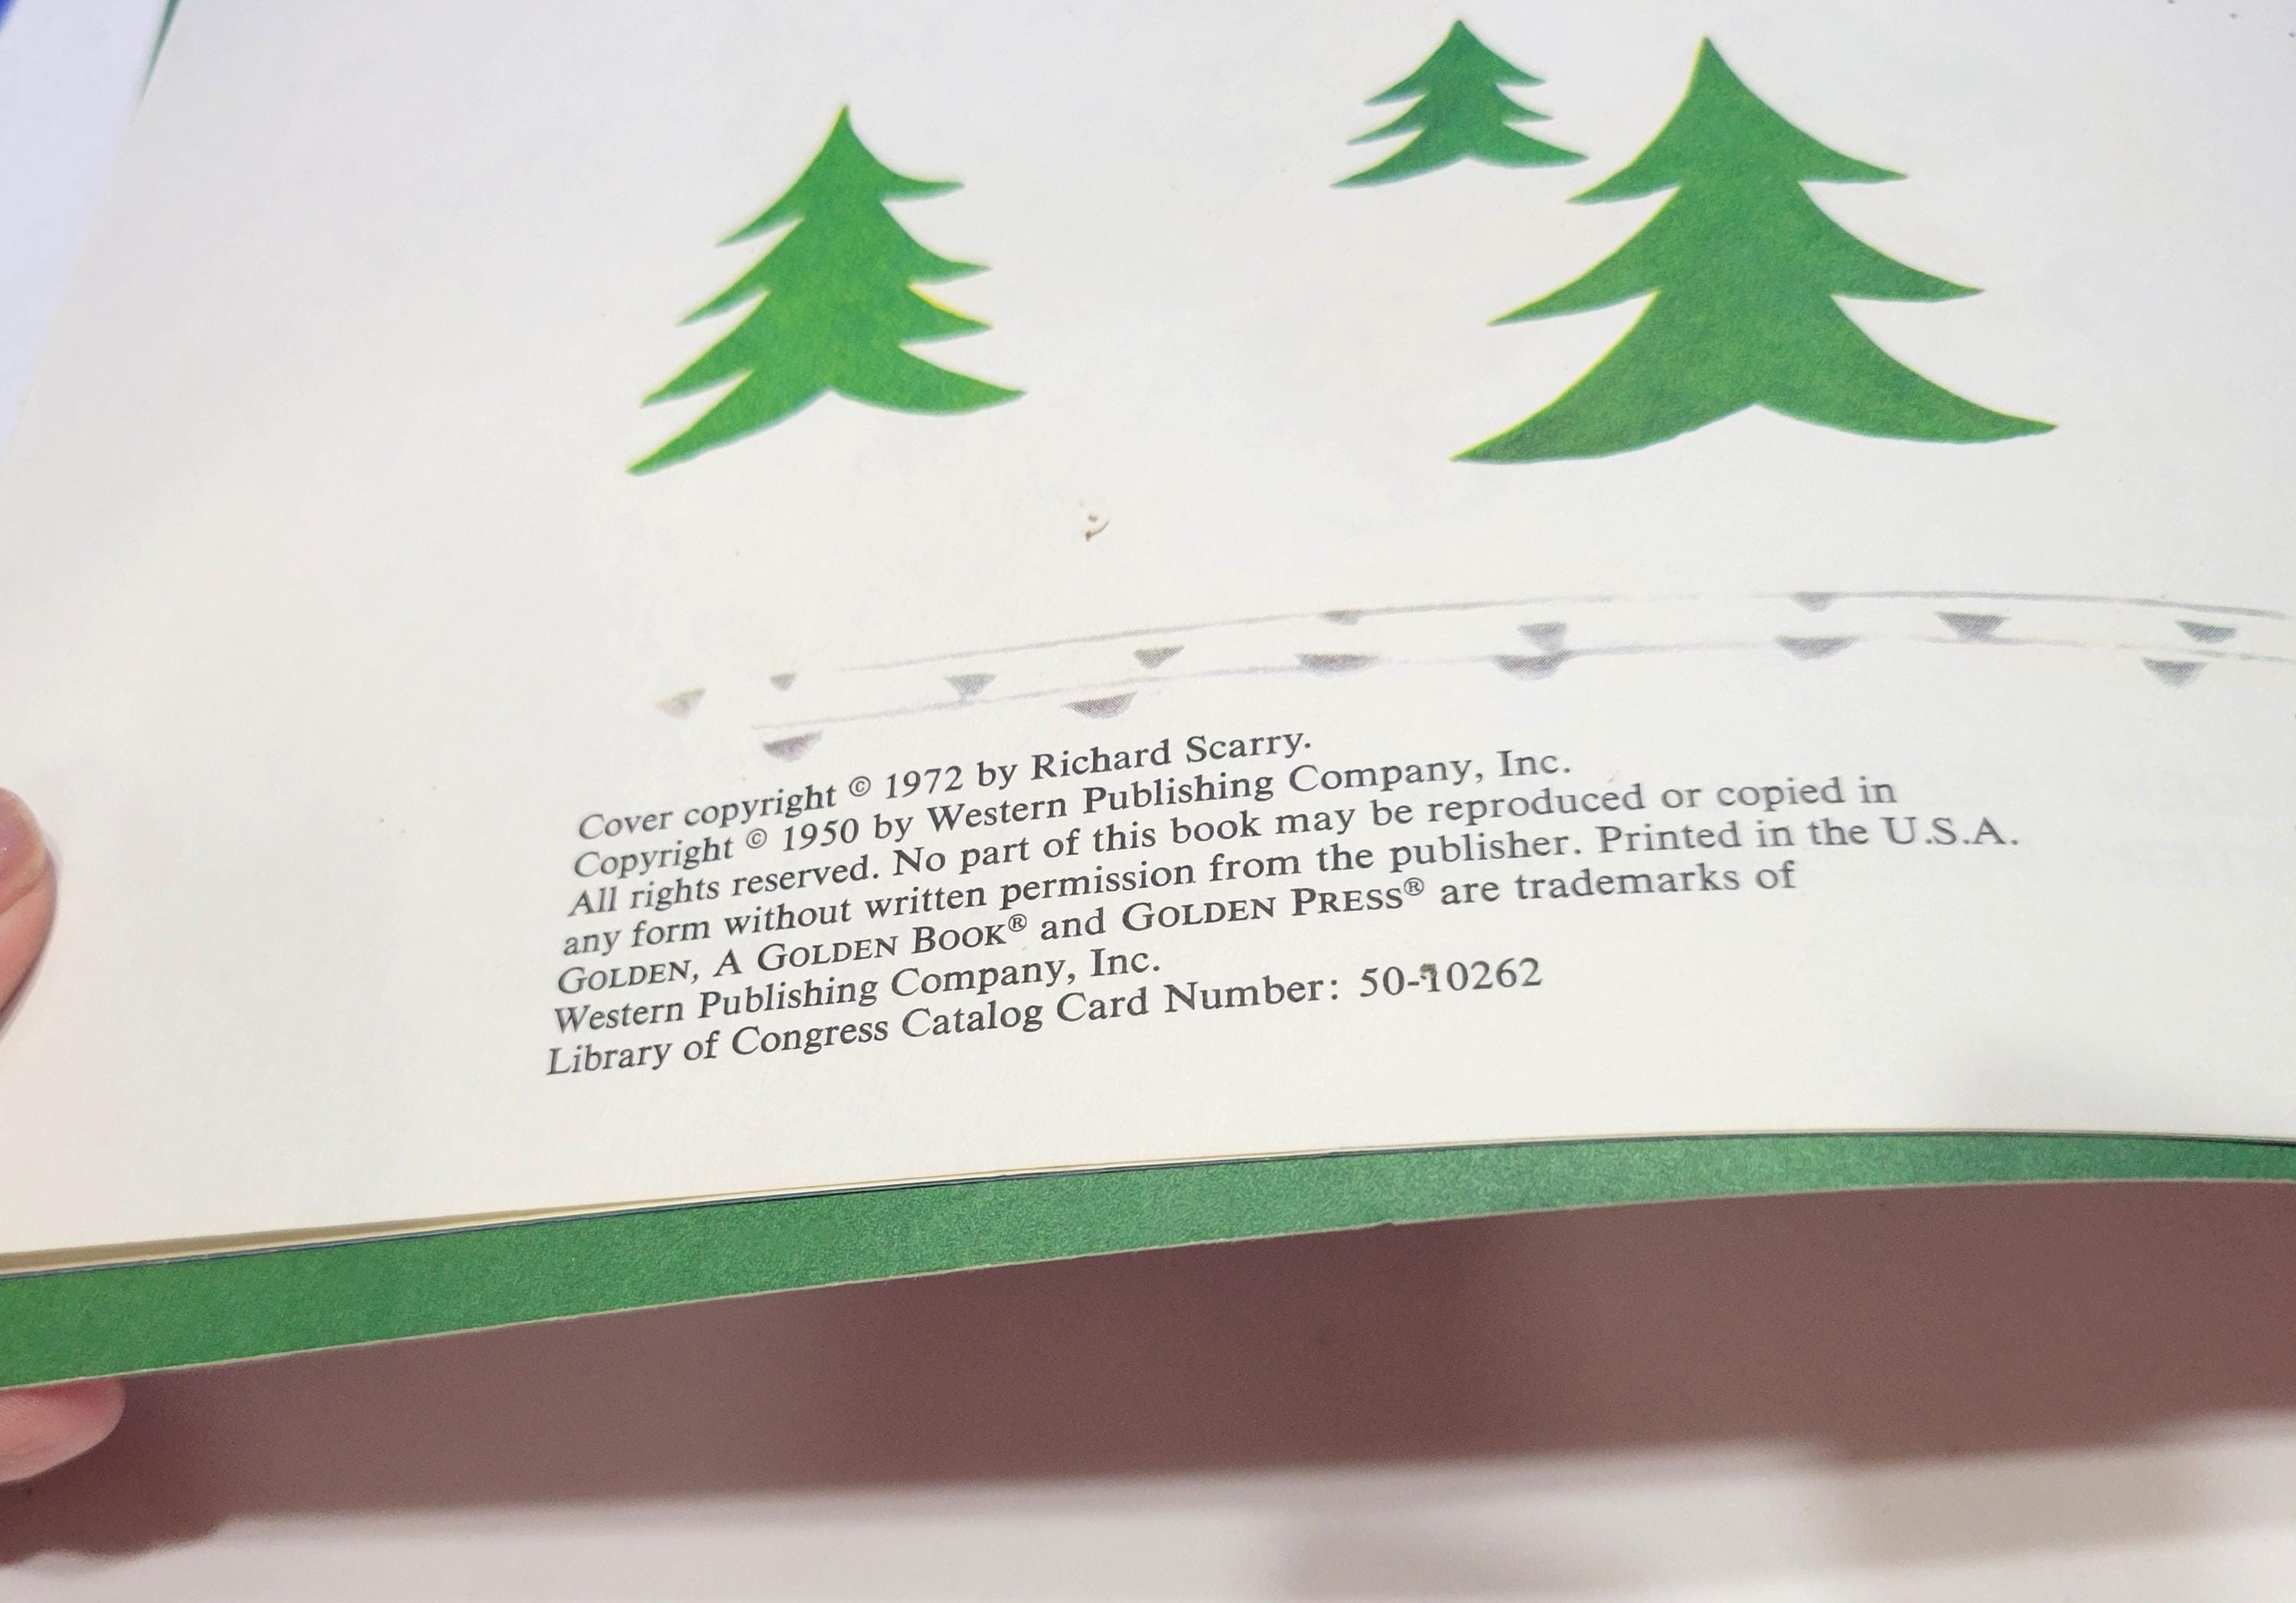 Cover copyright © 1972 by Richard Scarry.
Copyright © 1950 by Western Publishing Company, Inc.
All rights reserved. No part of this book may be reproduced or copied in
any form without written permission from the publisher. Printed in the U.S.A.
GOLDEN, A GOLDEN BOOK® and GOLDEN PRESS® are trademarks of
Western Publishing Company, Inc.
Library of Congress Catalog Card Number: 50-10262